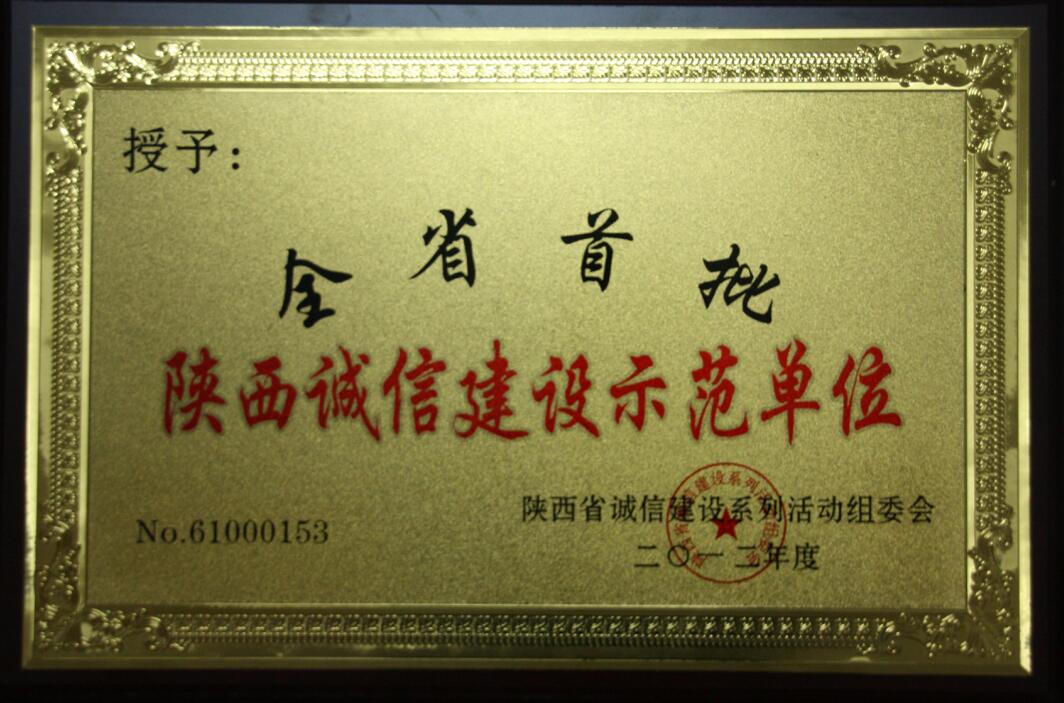 授予：
全省首批
陕西诚信建设示范单位
No.61000153
陕西省诚信建设系列活动组委会
二〇一二年度